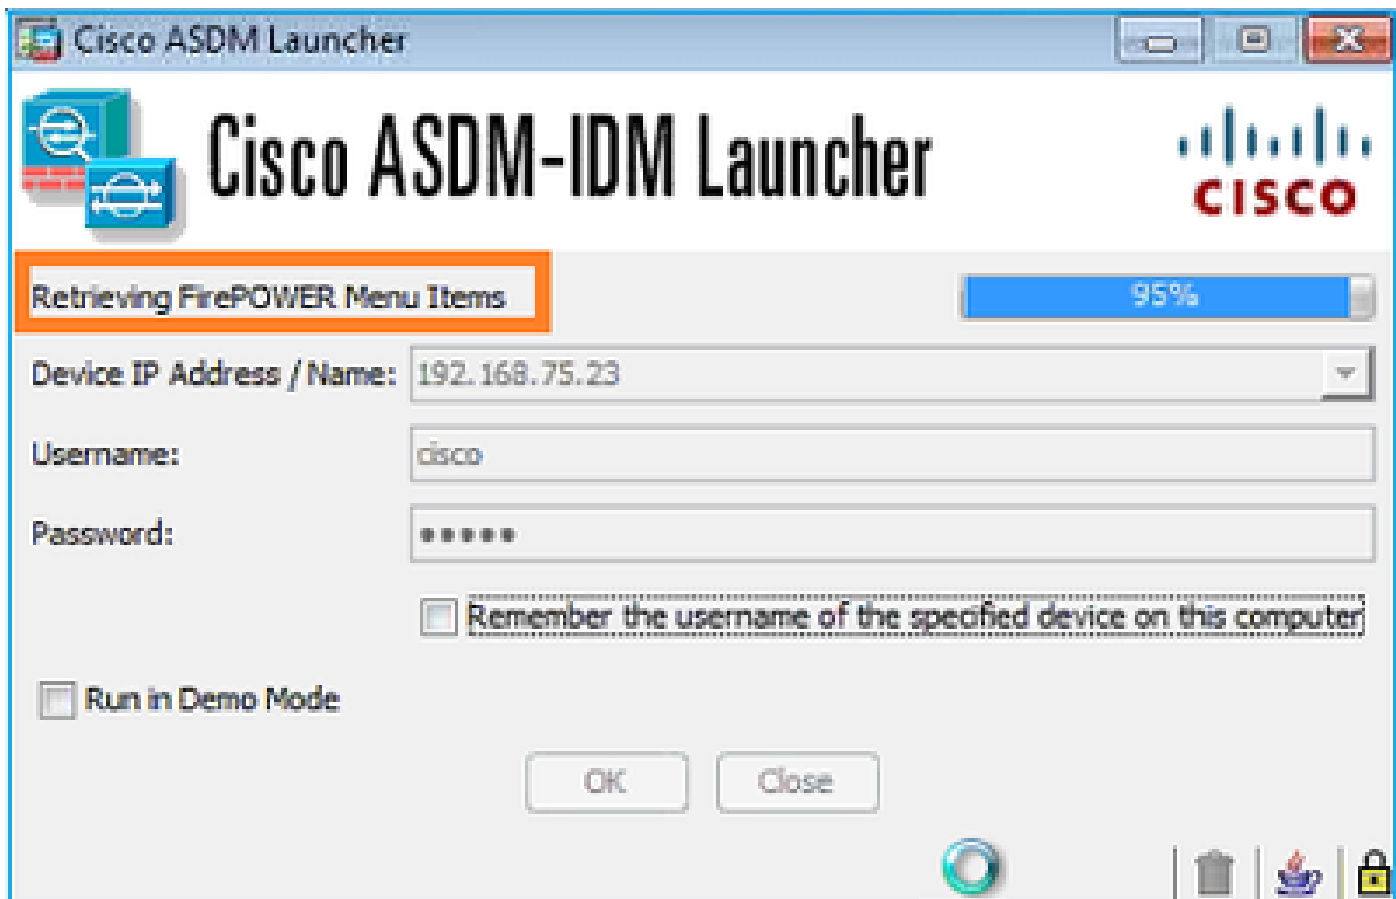 Cisco ASDM Launcher
Cisco ASDM-IDM Launcher
CISCO
Retrieving FirePOWER Menu Items
95%
Device IP Address / Name: 192.168.75.23
Username: cisco
Password: •••••
Remember the username of the specified device on this computer
Run in Demo Mode
OK Close